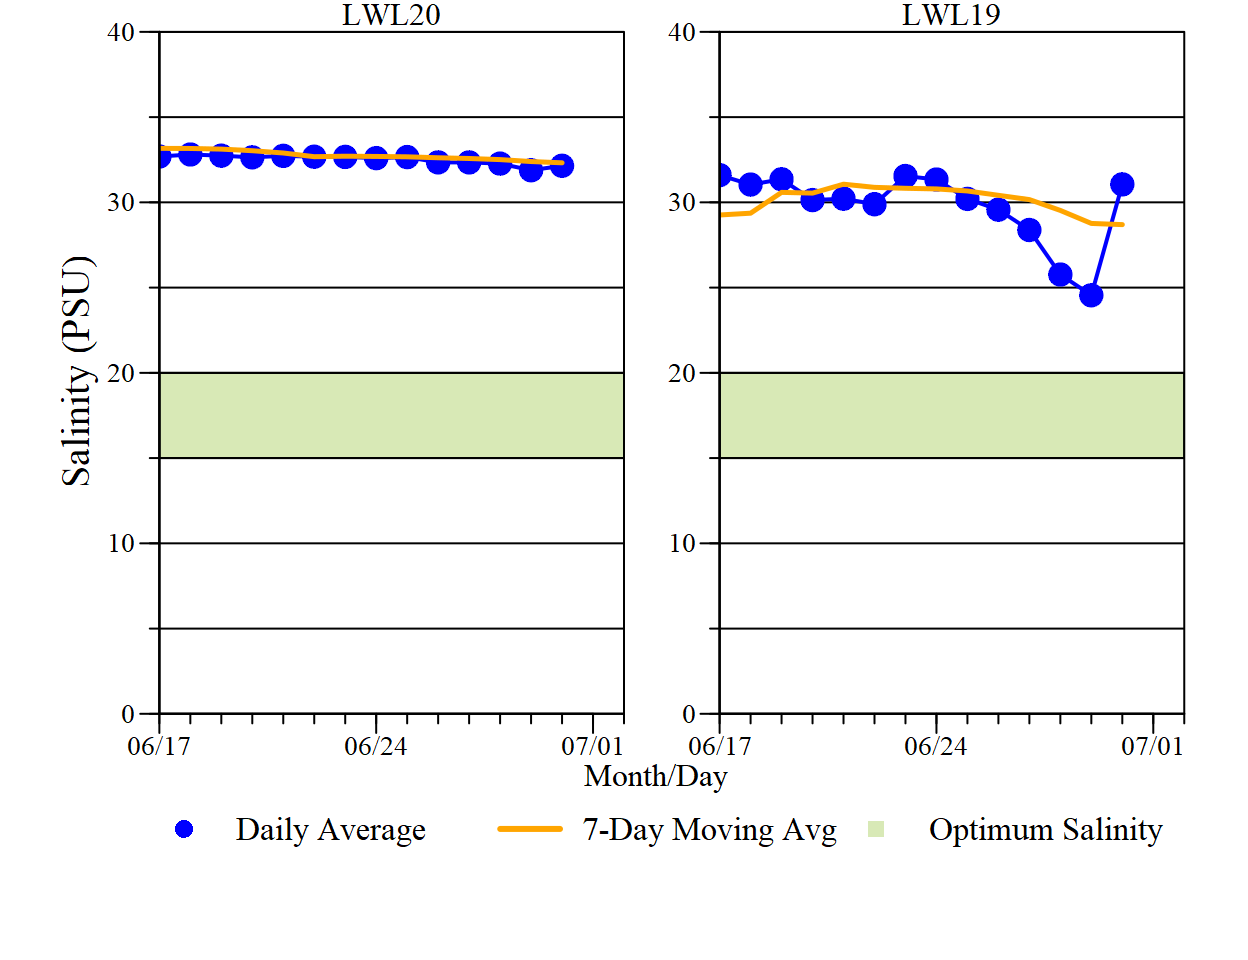 LWL20
LWL19
40
30
20
10
0
40
30
20
10
0
Salinity (PSU)
06/17
06/24
07/01
06/17
06/24
07/01
Month/Day
Daily Average
7-Day Moving Avg
Optimum Salinity